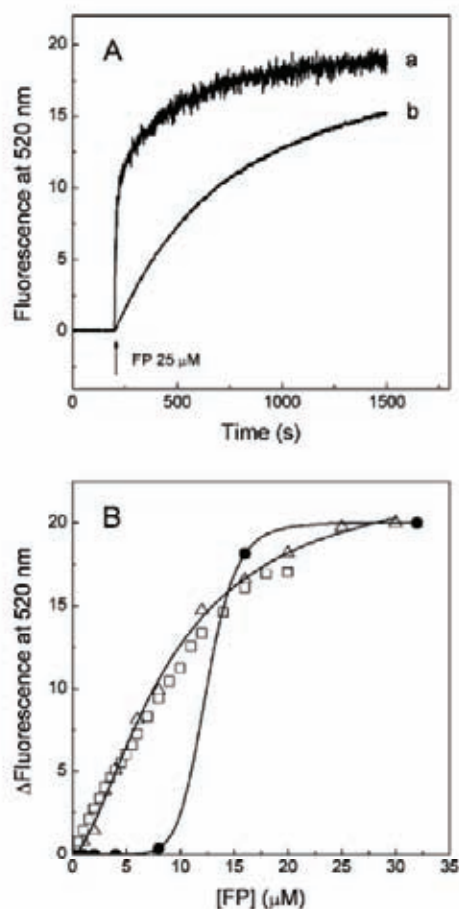 A
20
15
10
5
0
a
b
FP 25 μM
0 500 1000 1500
Time (s)
Fluorescence at 520 nm
B
20
15
10
5
0
0 5 10 15 20 25 30 35
[FP] (μM)
ΔFluorescence at 520 nm